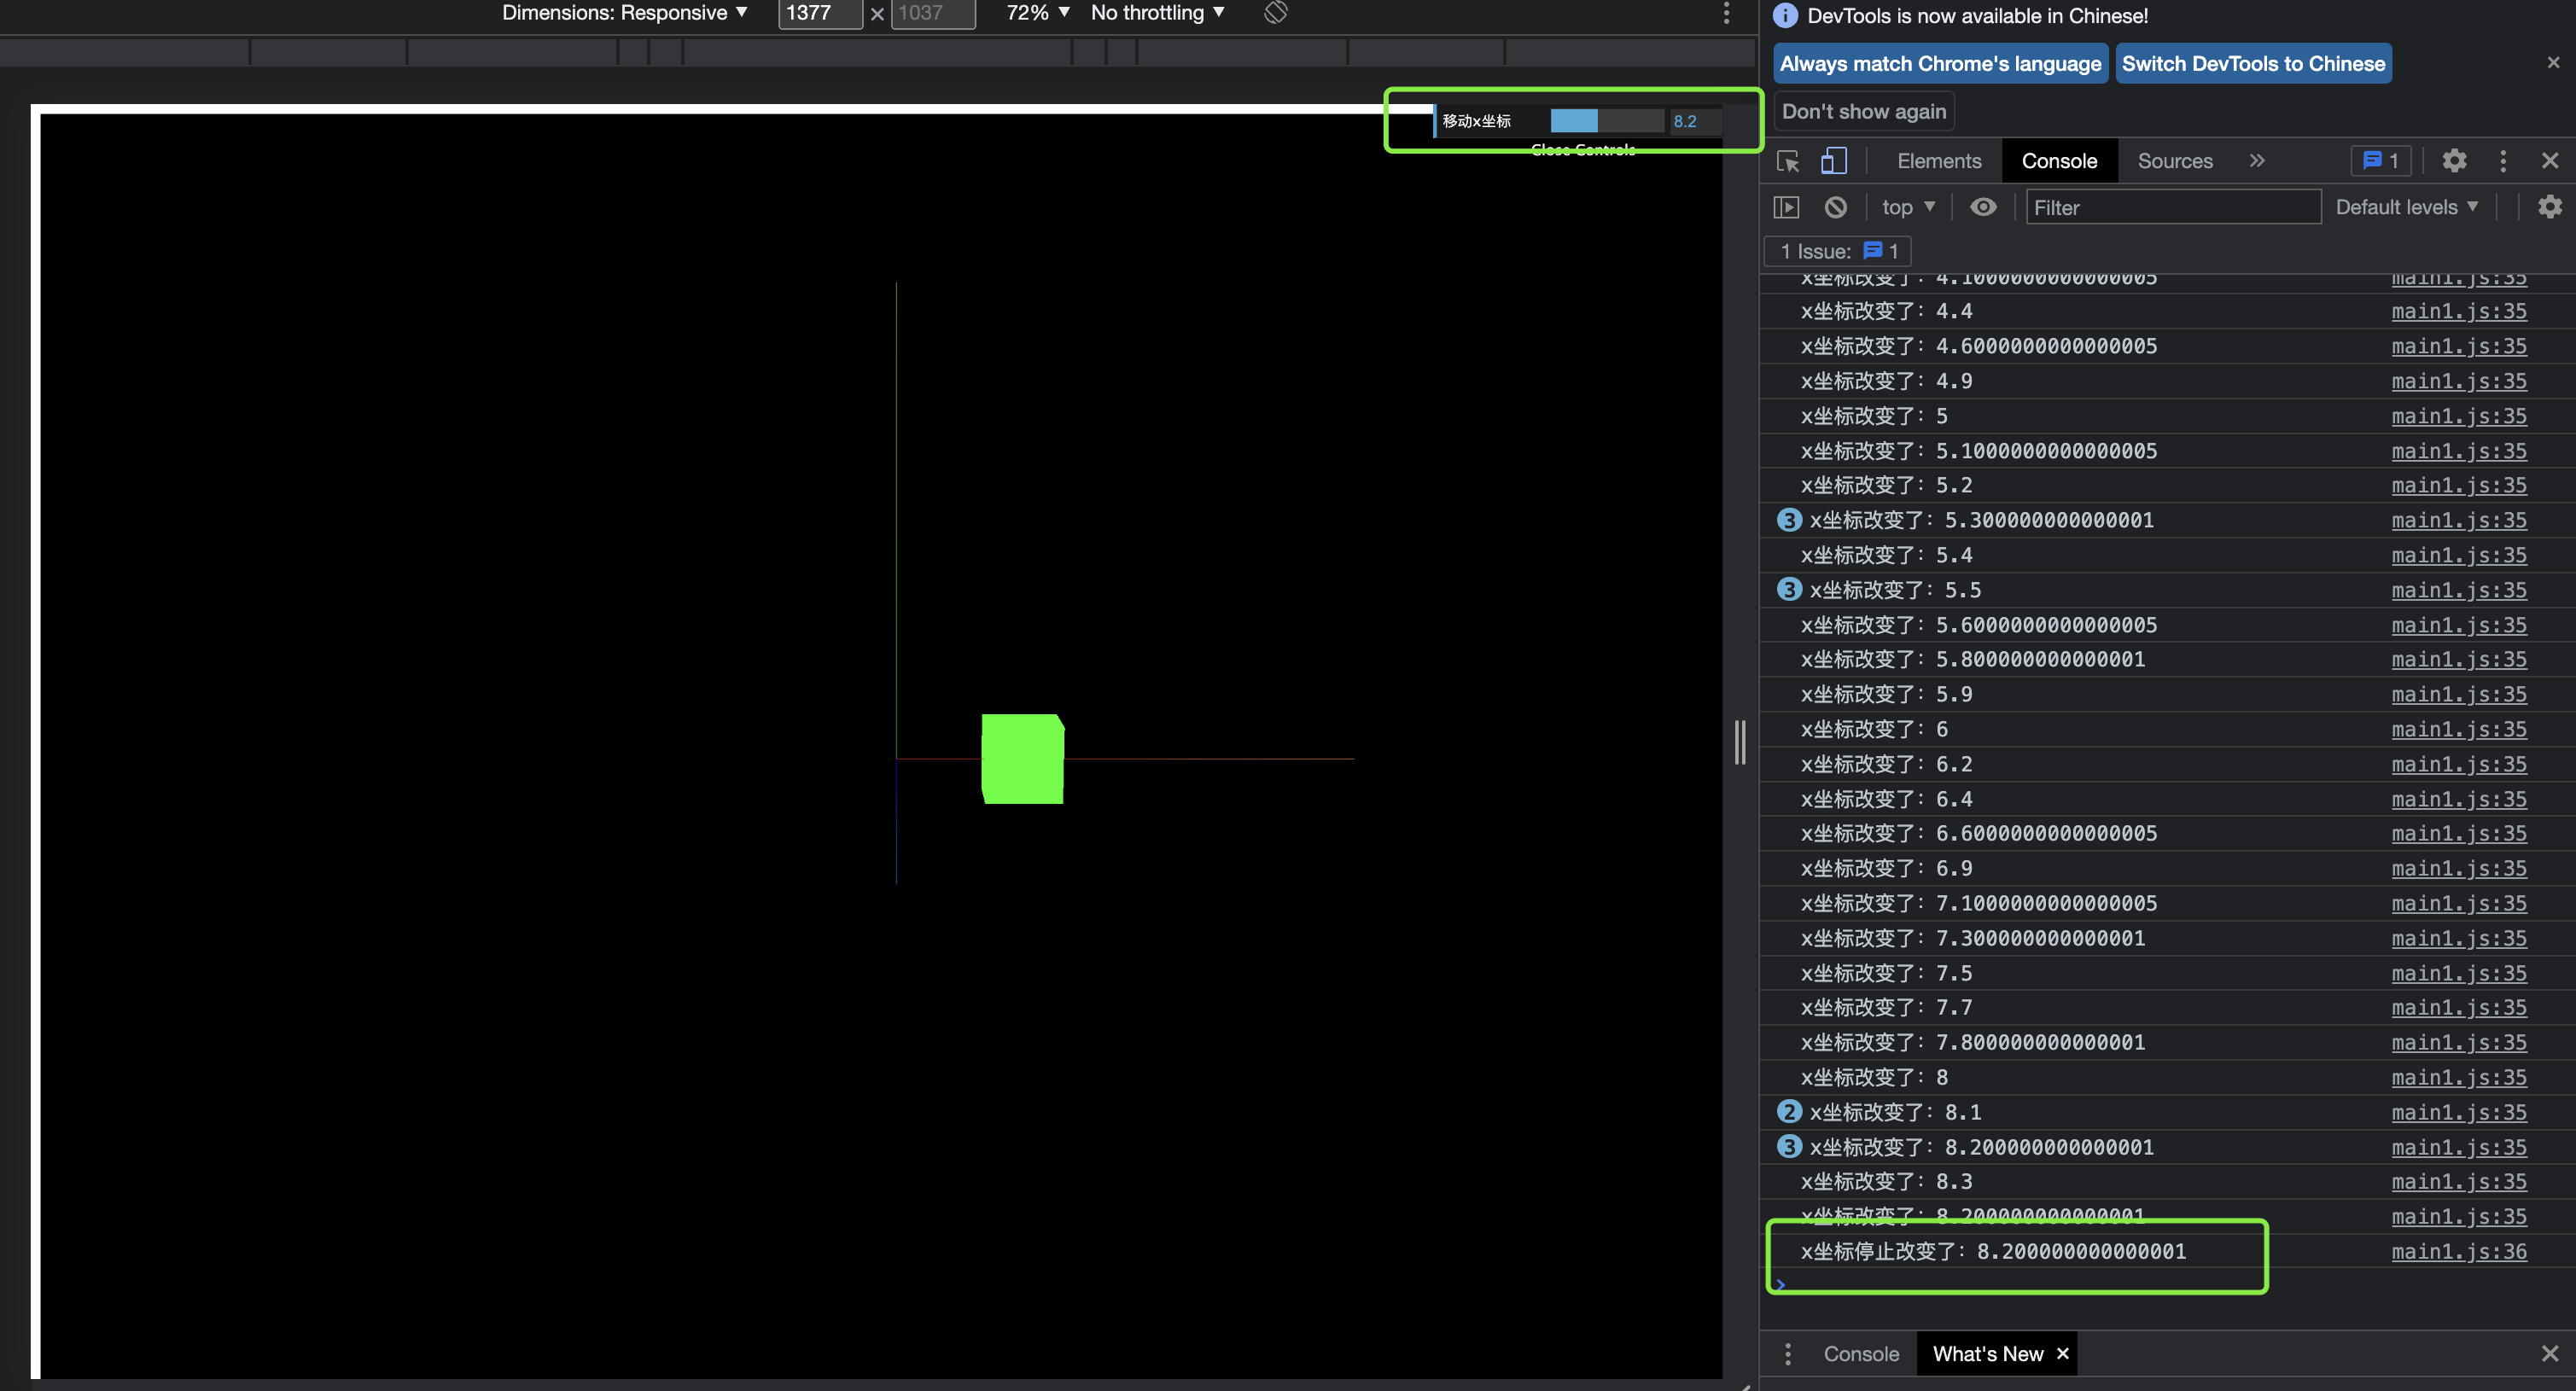 Dimensions: Responsive ▼ 1377 × 1037 72% ▼ No throttling ▼
移动x坐标 8.2
Close Controls
DevTools is now available in Chinese!
Always match Chrome's language Switch DevTools to Chinese ×
Don't show again
Elements Console Sources » 1
top ▼ Filter Default levels ▼
1 Issue: 1
x坐标改变了: 4.1000000000000005 main1.js:35
x坐标改变了: 4.4 main1.js:35
x坐标改变了: 4.6000000000000005 main1.js:35
x坐标改变了: 4.9 main1.js:35
x坐标改变了: 5 main1.js:35
x坐标改变了: 5.1000000000000005 main1.js:35
x坐标改变了: 5.2 main1.js:35
3 x坐标改变了: 5.300000000000001 main1.js:35
x坐标改变了: 5.4 main1.js:35
3 x坐标改变了: 5.5 main1.js:35
x坐标改变了: 5.6000000000000005 main1.js:35
x坐标改变了: 5.800000000000001 main1.js:35
x坐标改变了: 5.9 main1.js:35
x坐标改变了: 6 main1.js:35
x坐标改变了: 6.2 main1.js:35
x坐标改变了: 6.4 main1.js:35
x坐标改变了: 6.6000000000000005 main1.js:35
x坐标改变了: 6.9 main1.js:35
x坐标改变了: 7.1000000000000005 main1.js:35
x坐标改变了: 7.300000000000001 main1.js:35
x坐标改变了: 7.5 main1.js:35
x坐标改变了: 7.7 main1.js:35
x坐标改变了: 7.800000000000001 main1.js:35
x坐标改变了: 8 main1.js:35
2 x坐标改变了: 8.1 main1.js:35
3 x坐标改变了: 8.200000000000001 main1.js:35
x坐标改变了: 8.3 main1.js:35
x坐标改变了: 8.200000000000001 main1.js:35
x坐标停止改变了: 8.200000000000001 main1.js:36
Console What's New ×